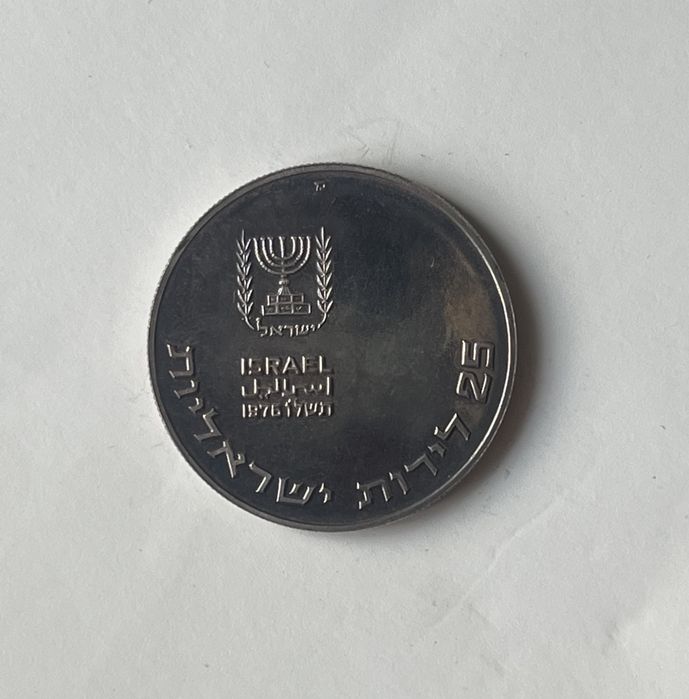 ישראל
ISRAEL
اسرائيل
תשל"ו 1976
25 לירות ישראליות